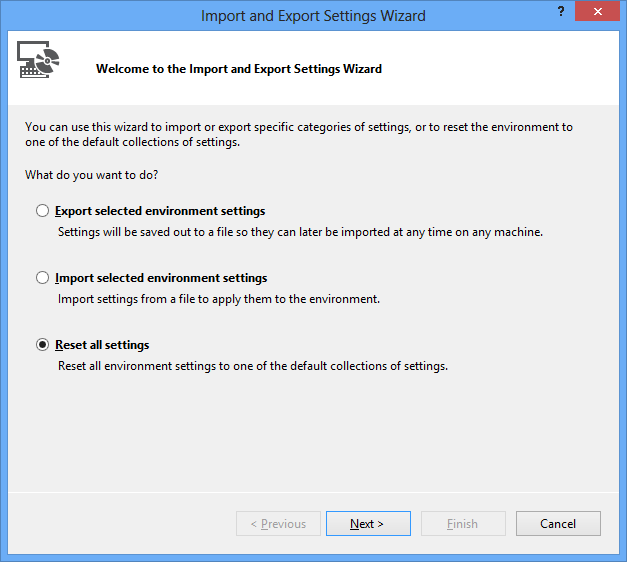 Import and Export Settings Wizard
?
Welcome to the Import and Export Settings Wizard
You can use this wizard to import or export specific categories of settings, or to reset the environment to
one of the default collections of settings.
What do you want to do?
Export selected environment settings
Settings will be saved out to a file so they can later be imported at any time on any machine.
Import selected environment settings
Import settings from a file to apply them to the environment.
Reset all settings
Reset all environment settings to one of the default collections of settings.
< Previous
Next >
Finish
Cancel